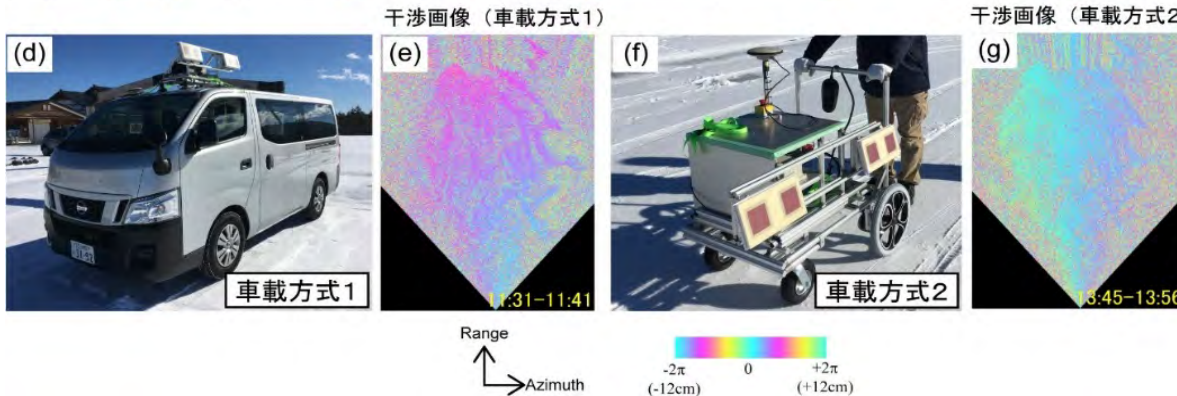 干渉画像（車載方式1）
干渉画像（車載方式2
(d)
(e)
(f)
(g)
車載方式1
11:31-11:41
車載方式2
13:45-13:56
Range
Azimuth
-2π
0
+2π
(-12cm)
(+12cm)